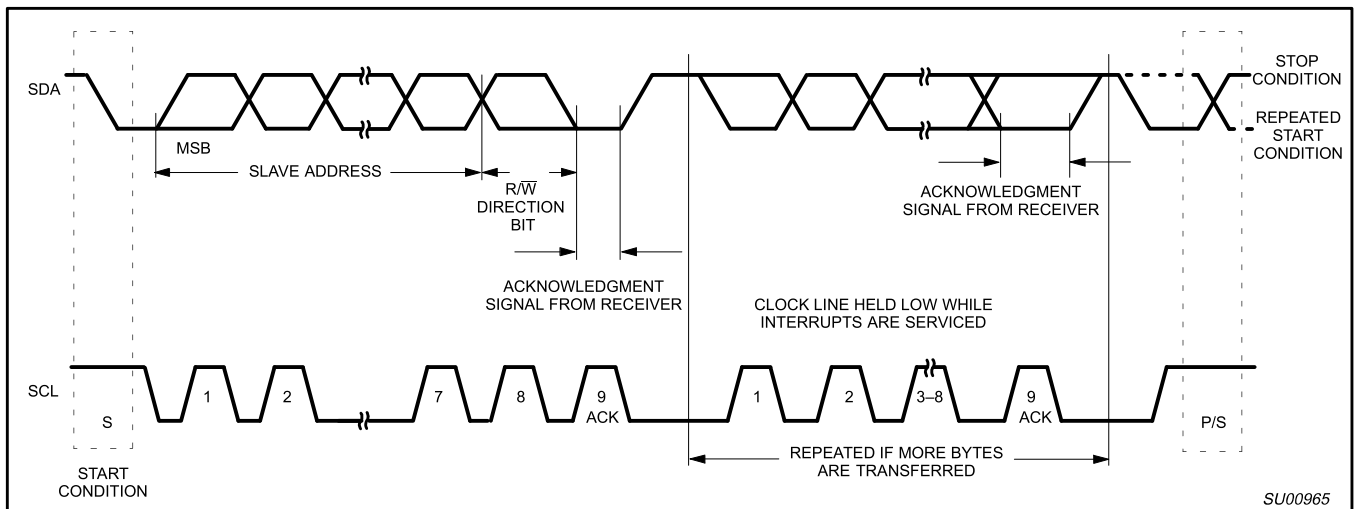 SDA
STOP
CONDITION
REPEATED
START
CONDITION
MSB
SLAVE ADDRESS
R/W̅
DIRECTION
BIT
ACKNOWLEDGMENT
SIGNAL FROM RECEIVER
ACKNOWLEDGMENT
SIGNAL FROM RECEIVER
CLOCK LINE HELD LOW WHILE
INTERRUPTS ARE SERVICED
SCL
S
1
2
7
8
9
ACK
1
2
3–8
9
ACK
P/S
START
CONDITION
REPEATED IF MORE BYTES
ARE TRANSFERRED
SU00965